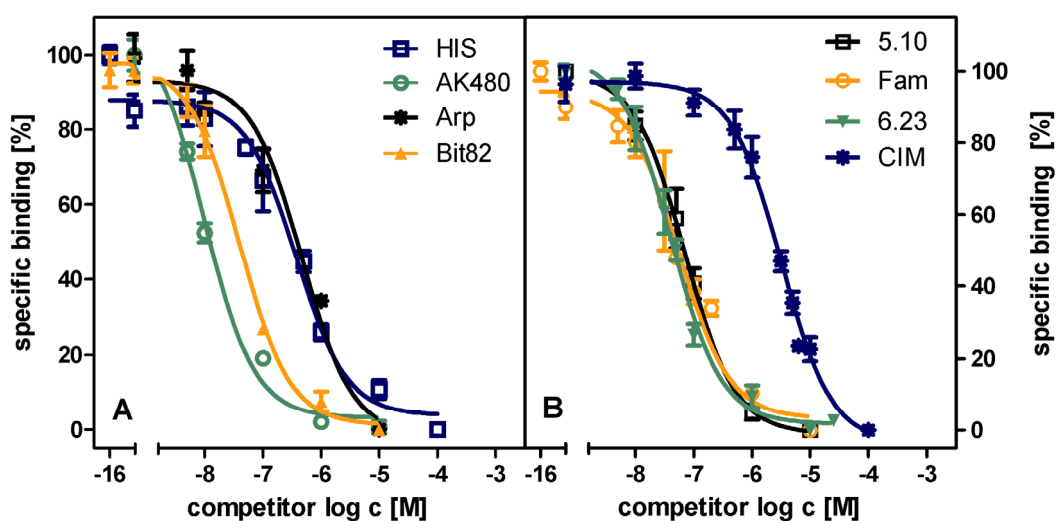 HIS
AK480
Arp
Bit82
5.10
Fam
6.23
CIM
specific binding [%]
100
80
60
40
20
0
A
B
100
80
60
40
20
0
specific binding [%]
-16 -8 -7 -6 -5 -4
-16 -8 -7 -6 -5 -4 -3
competitor log c [M]
competitor log c [M]